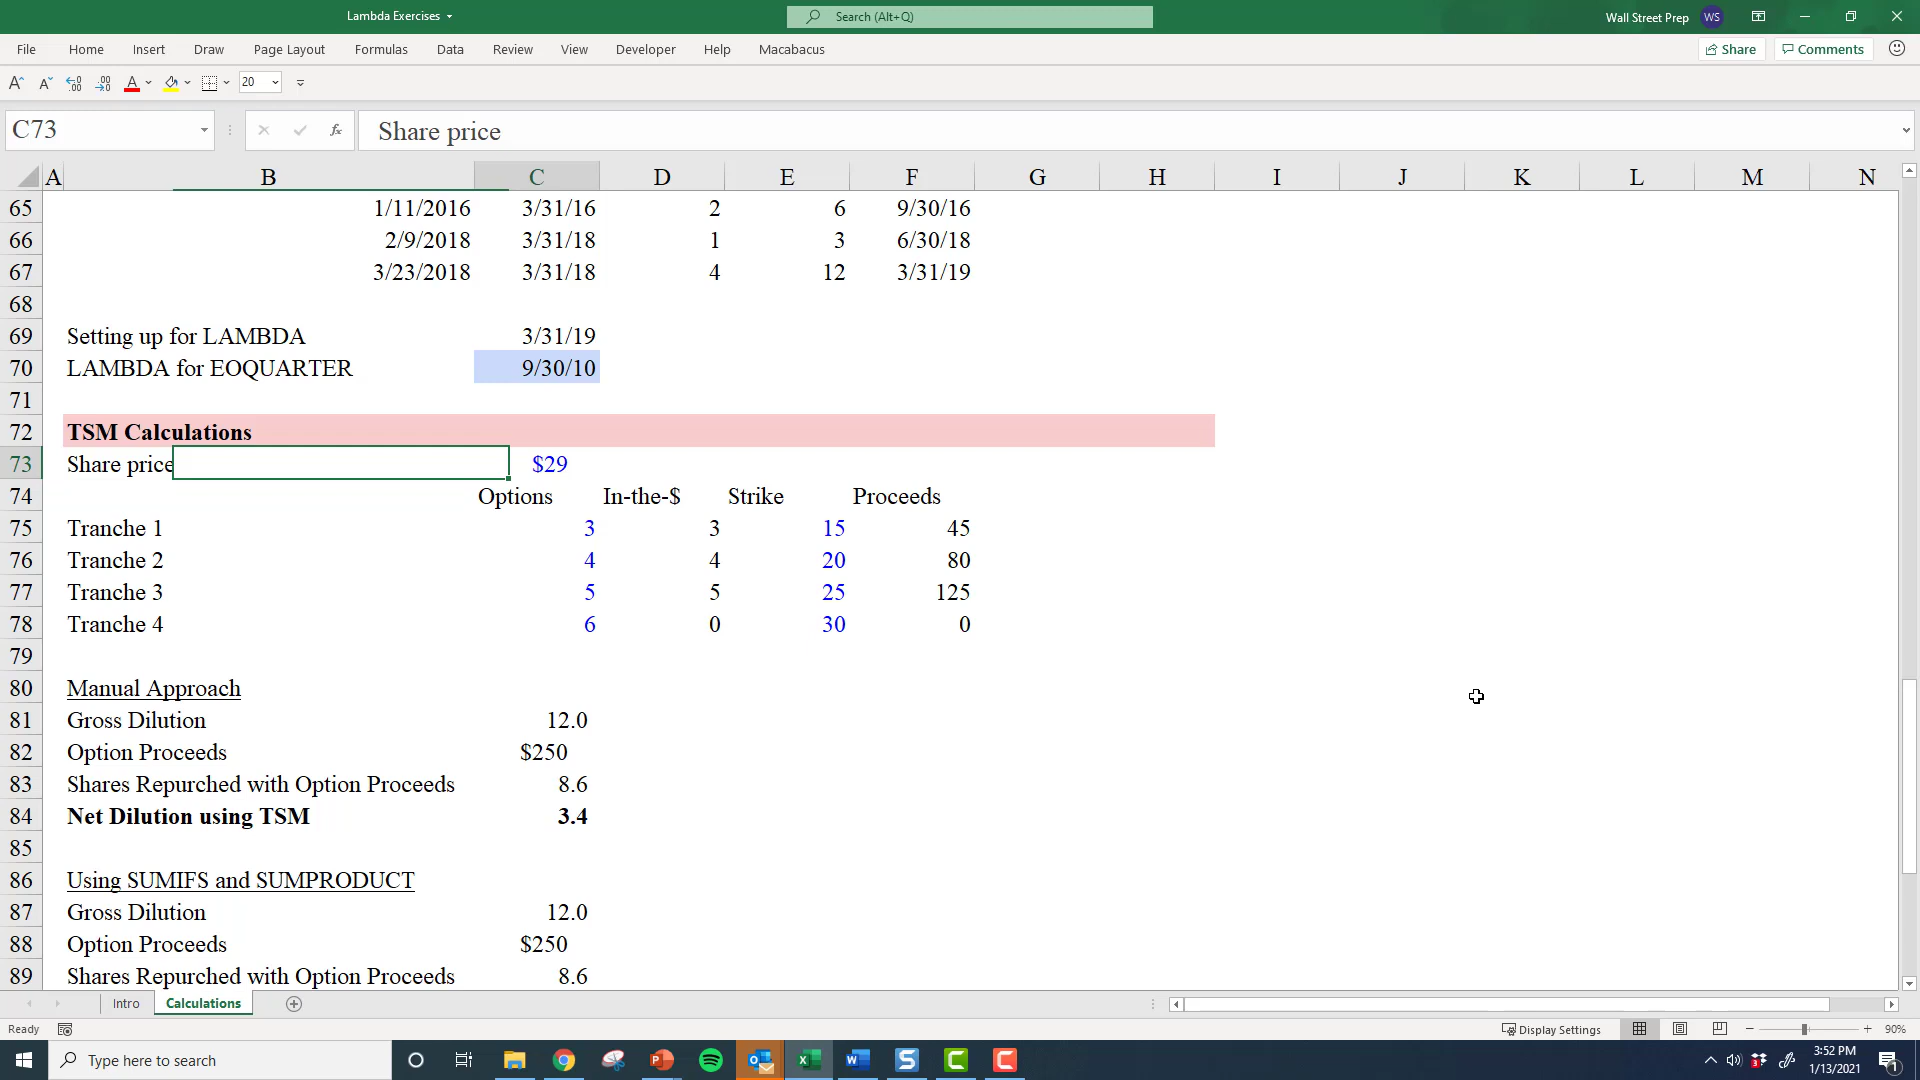 Lambda Exercises
Search (Alt+Q)
Wall Street Prep WS
File Home Insert Draw Page Layout Formulas Data Review View Developer Help Macabacus Share Comments
A A .00 .00 A 20
C73 fx Share price
A B C D E F G H I J K L M N
65 1/11/2016 3/31/16 2 6 9/30/16
66 2/9/2018 3/31/18 1 3 6/30/18
67 3/23/2018 3/31/18 4 12 3/31/19
68
69 Setting up for LAMBDA 3/31/19
70 LAMBDA for EOQUARTER 9/30/10
71
72 TSM Calculations
73 Share price $29
74 Options In-the-$ Strike Proceeds
75 Tranche 1 3 3 15 45
76 Tranche 2 4 4 20 80
77 Tranche 3 5 5 25 125
78 Tranche 4 6 0 30 0
79
80 Manual Approach
81 Gross Dilution 12.0
82 Option Proceeds $250
83 Shares Repurched with Option Proceeds 8.6
84 Net Dilution using TSM 3.4
85
86 Using SUMIFS and SUMPRODUCT
87 Gross Dilution 12.0
88 Option Proceeds $250
89 Shares Repurched with Option Proceeds 8.6
Intro Calculations
Ready Display Settings 90%
Type here to search
3:52 PM
1/13/2021